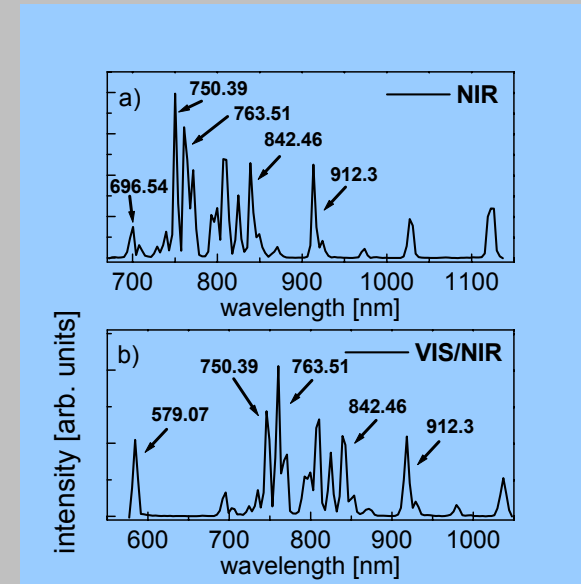 a)
750.39
NIR
763.51
842.46
912.3
696.54
700 800 900 1000 1100
wavelength [nm]
b)
VIS/NIR
750.39
763.51
579.07
842.46
912.3
600 700 800 900 1000
wavelength [nm]
intensity [arb. units]